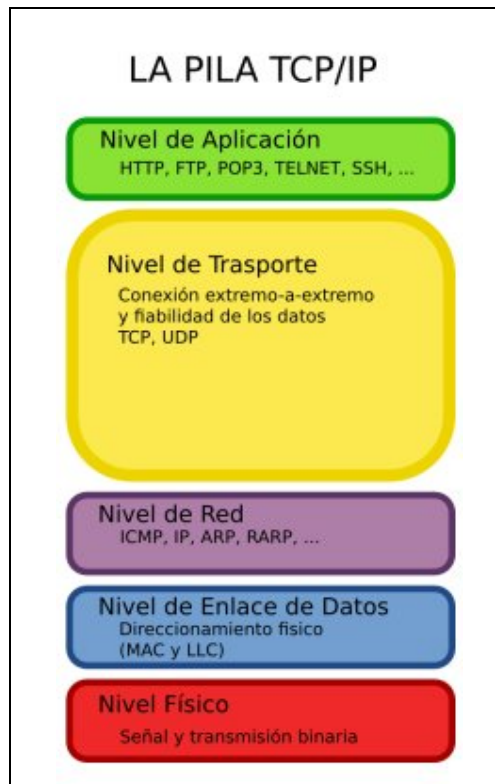 LA PILA TCP/IP
Nivel de Aplicación
HTTP, FTP, POP3, TELNET, SSH, ...
Nivel de Trasporte
Conexión extremo-a-extremo
y fiabilidad de los datos
TCP, UDP
Nivel de Red
ICMP, IP, ARP, RARP, ...
Nivel de Enlace de Datos
Direccionamiento fisico
(MAC y LLC)
Nivel Físico
Señal y transmisión binaria